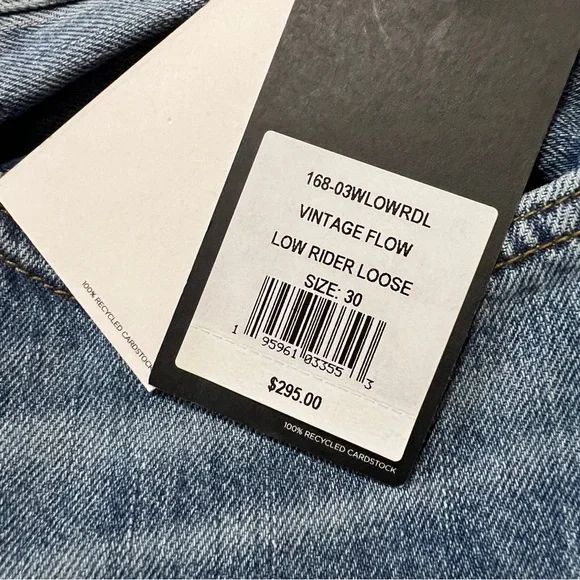 168-03WLOWRDL
VINTAGE FLOW
LOW RIDER LOOSE
SIZE: 30
1 95961 03355 3
$295.00
100% RECYCLED CARDSTOCK
100% RECYCLED CARDSTOCK